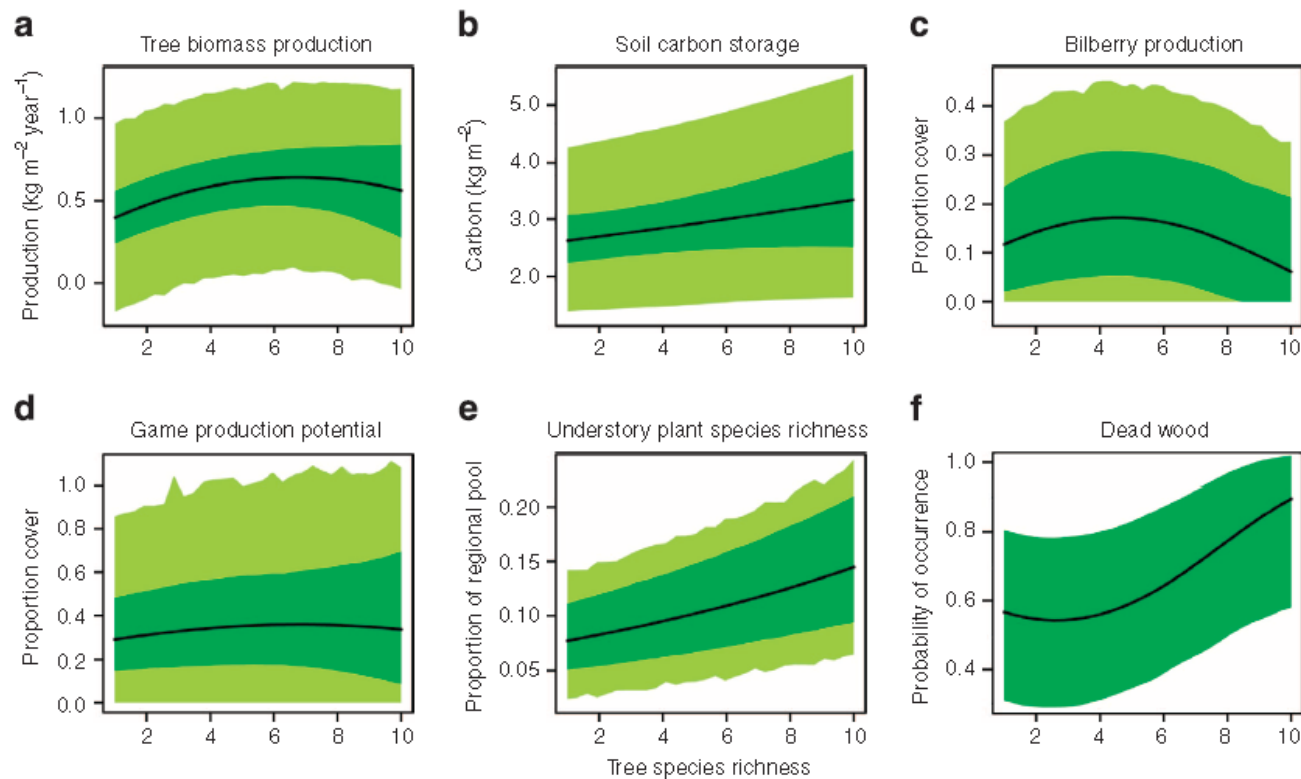 a
Tree biomass production
Production (kg m⁻² year⁻¹)
1.0
0.5
0.0
2 4 6 8 10
b
Soil carbon storage
Carbon (kg m⁻²)
5.0
4.0
3.0
2.0
2 4 6 8 10
c
Bilberry production
Proportion cover
0.4
0.3
0.2
0.1
0.0
2 4 6 8 10
d
Game production potential
Proportion cover
1.0
0.8
0.6
0.4
0.2
0.0
2 4 6 8 10
e
Understory plant species richness
Proportion of regional pool
0.20
0.15
0.10
0.05
2 4 6 8 10
Tree species richness
f
Dead wood
Probability of occurrence
1.0
0.8
0.6
0.4
2 4 6 8 10